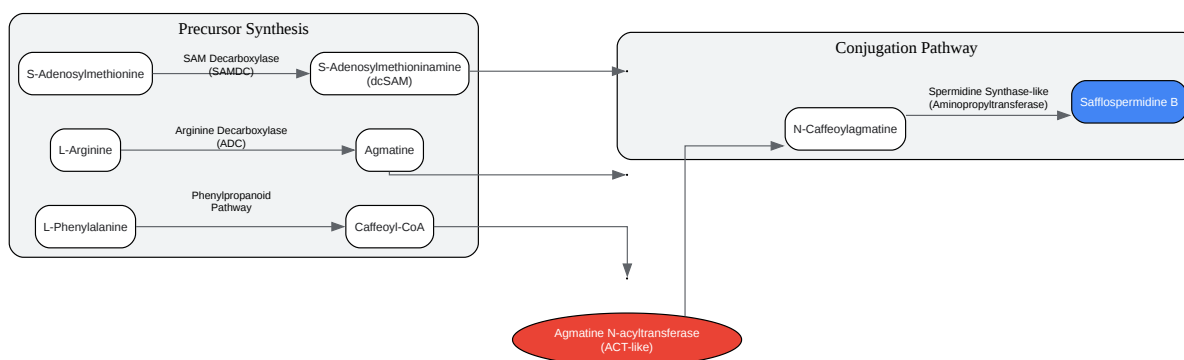 Precursor Synthesis
S-Adenosylmethionine
SAM Decarboxylase
(SAMDC)
S-Adenosylmethioninamine
(dcSAM)
L-Arginine
Arginine Decarboxylase
(ADC)
Agmatine
L-Phenylalanine
Phenylpropanoid
Pathway
Caffeoyl-CoA
Conjugation Pathway
N-Caffeoylagmatine
Spermidine Synthase-like
(Aminopropyltransferase)
Safflospermidine B
Agmatine N-acyltransferase
(ACT-like)